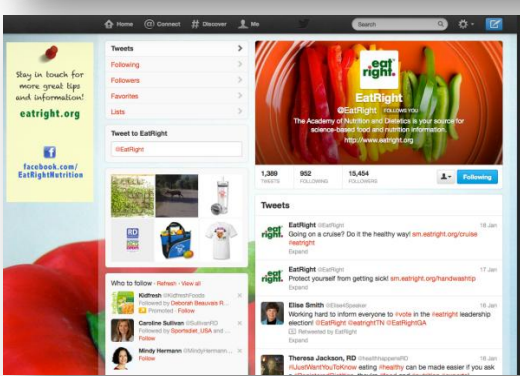 Home @ Connect # Discover Me
Search
Stay in touch for
more great tips
and information!
eatright.org
facebook.com/
EatRightNutrition
Tweets
Following
Followers
Favorites
Lists
Tweet to EatRight
@EatRight
Who to follow · Refresh · View all
Kidfresh @KidfreshFoods
Followed by Deborah Beauvais R...
Promoted · Follow
Caroline Sullivan @SullivanRD
Followed by Sportsdiet_USA and ...
Follow
Mindy Hermann @MindyHermann...
Follow
eat
right.
EatRight
@EatRight FOLLOWS YOU
The Academy of Nutrition and Dietetics is your source for
science-based food and nutrition information.
http://www.eatright.org
1,389 952 15,454
TWEETS FOLLOWING FOLLOWERS
Following
Tweets
EatRight @EatRight 18 Jan
Going on a cruise? Do it the healthy way! sm.eatright.org/cruise
#eatright
Expand
EatRight @EatRight 17 Jan
Protect yourself from getting sick! sm.eatright.org/handwashtip
Expand
Elise Smith @EliseSpeaker 16 Jan
Working hard to inform everyone to #vote in the #eatright leadership
election! @EatRight @eatrightTN @EatRightQA
Retweeted by EatRight
Expand
Theresa Jackson, RD @healthhappensRD 16 Jan
#IJustWantYouToKnow eating #healthy can be made easier if you ask